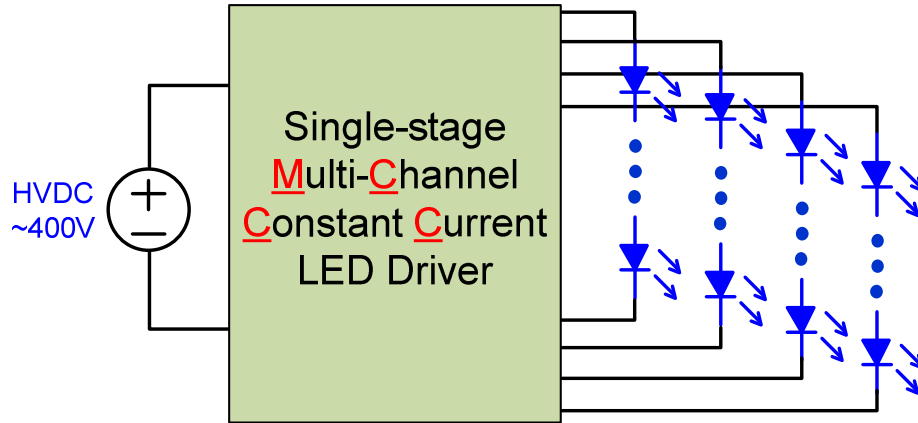 HVDC
~400V
Single-stage
Multi-Channel
Constant Current
LED Driver